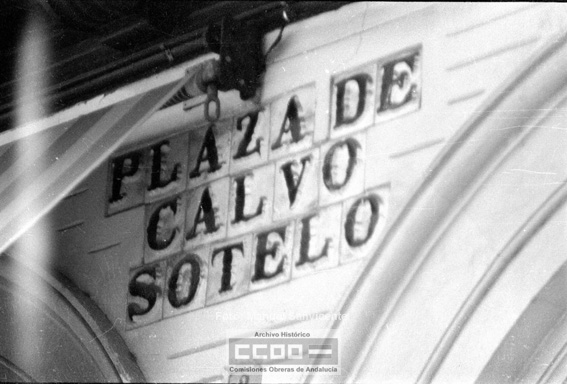 PLAZA DE
CALVO
SOTELO
Archivo Histórico
CCOO
Comisiones Obreras de Andalucía